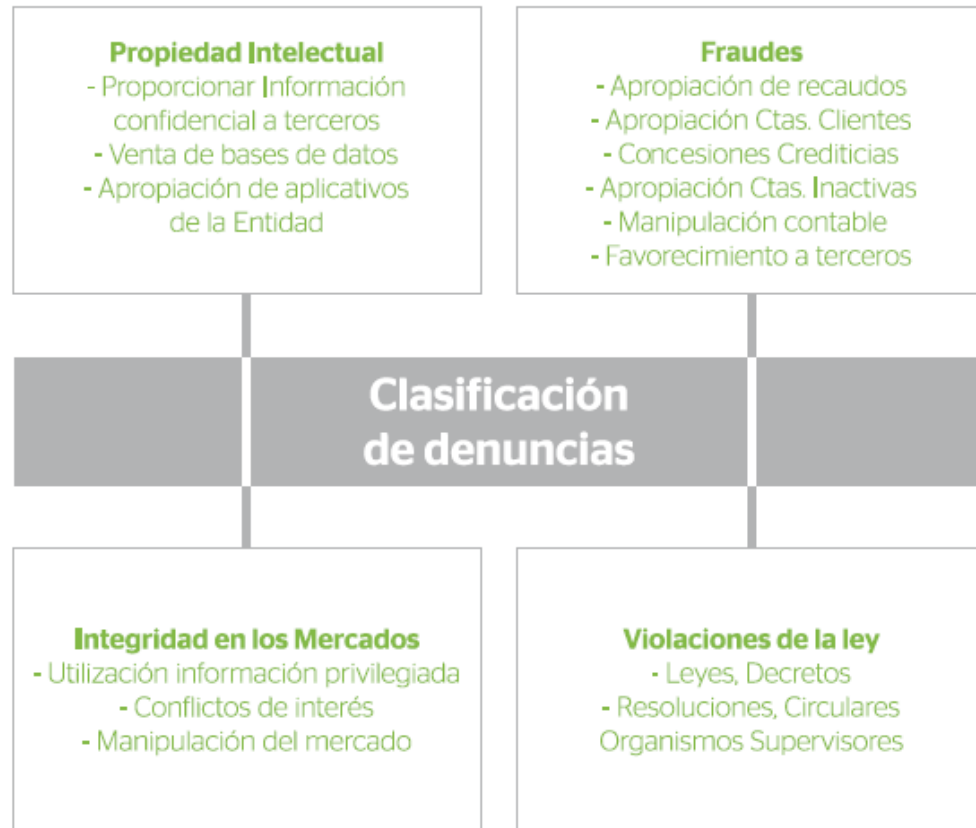 Propiedad Intelectual
- Proporcionar Información
confidencial a terceros
- Venta de bases de datos
- Apropiación de aplicativos
de la Entidad
Fraudes
- Apropiación de recaudos
- Apropiación Ctas. Clientes
- Concesiones Crediticias
- Apropiación Ctas. Inactivas
- Manipulación contable
- Favorecimiento a terceros
Clasificación
de denuncias
Integridad en los Mercados
- Utilización información privilegiada
- Conflictos de interés
- Manipulación del mercado
Violaciones de la ley
- Leyes, Decretos
- Resoluciones, Circulares
Organismos Supervisores